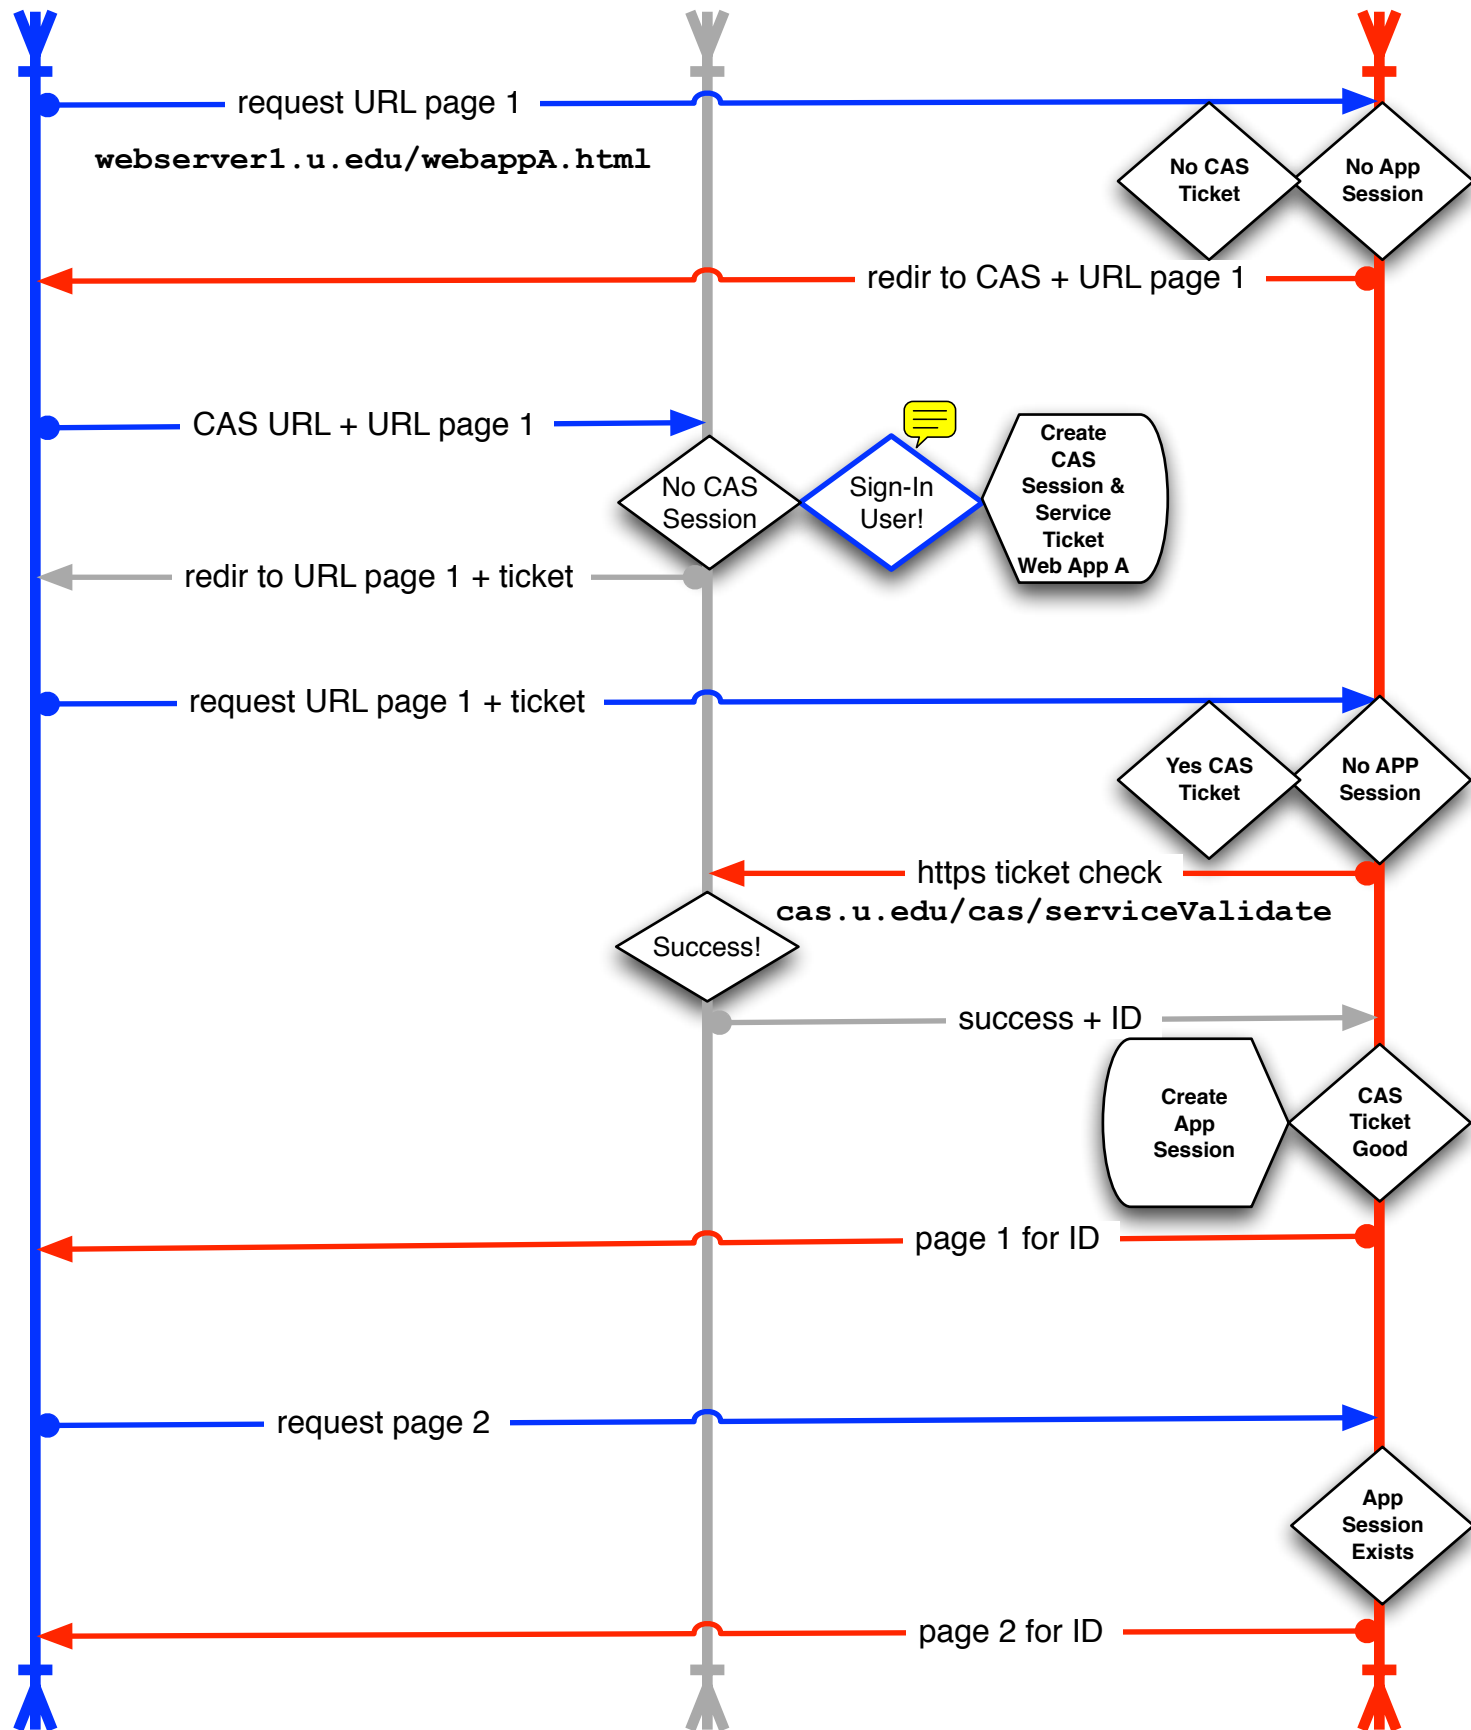 request URL page 1
webserver1.u.edu/webappA.html
No CAS
Ticket
No App
Session
redir to CAS + URL page 1
CAS URL + URL page 1
No CAS
Session
Sign-In
User!
Create
CAS
Session &
Service
Ticket
Web App A
redir to URL page 1 + ticket
request URL page 1 + ticket
Yes CAS
Ticket
No APP
Session
https ticket check
cas.u.edu/cas/serviceValidate
Success!
success + ID
Create
App
Session
CAS
Ticket
Good
page 1 for ID
request page 2
App
Session
Exists
page 2 for ID